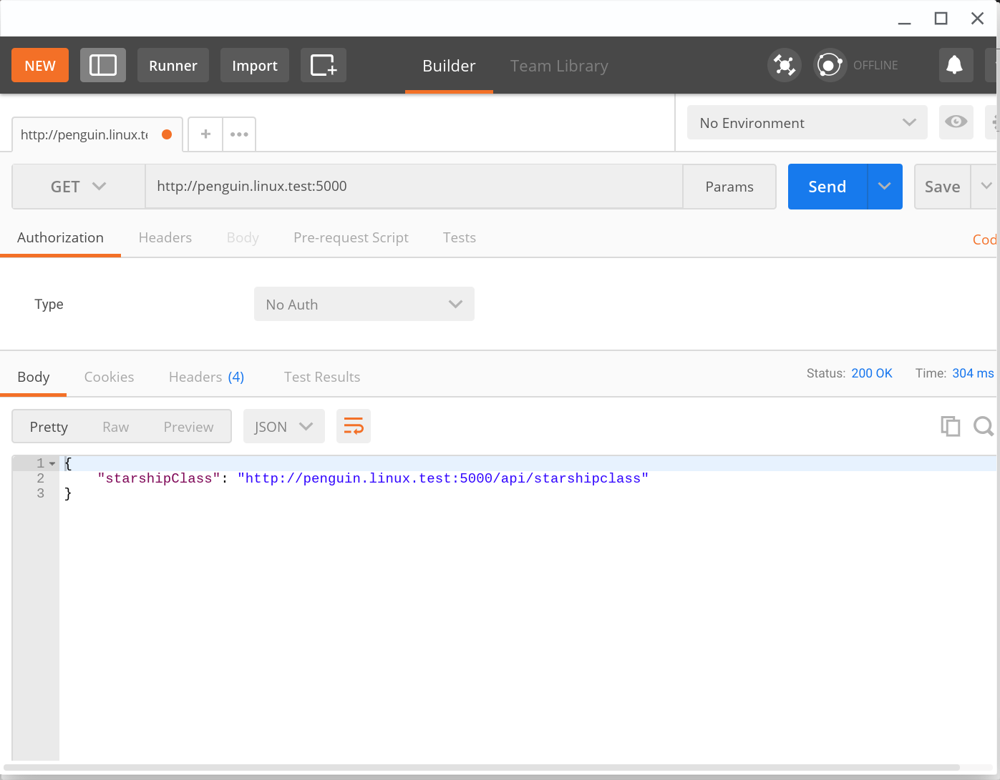 NEW Runner Import Builder Team Library OFFLINE
http://penguin.linux.te + ••• No Environment
GET http://penguin.linux.test:5000 Params Send Save
Authorization Headers Body Pre-request Script Tests Cod
Type No Auth
Body Cookies Headers (4) Test Results Status: 200 OK Time: 304 ms
Pretty Raw Preview JSON
1 {
2 "starshipClass": "http://penguin.linux.test:5000/api/starshipclass"
3 }